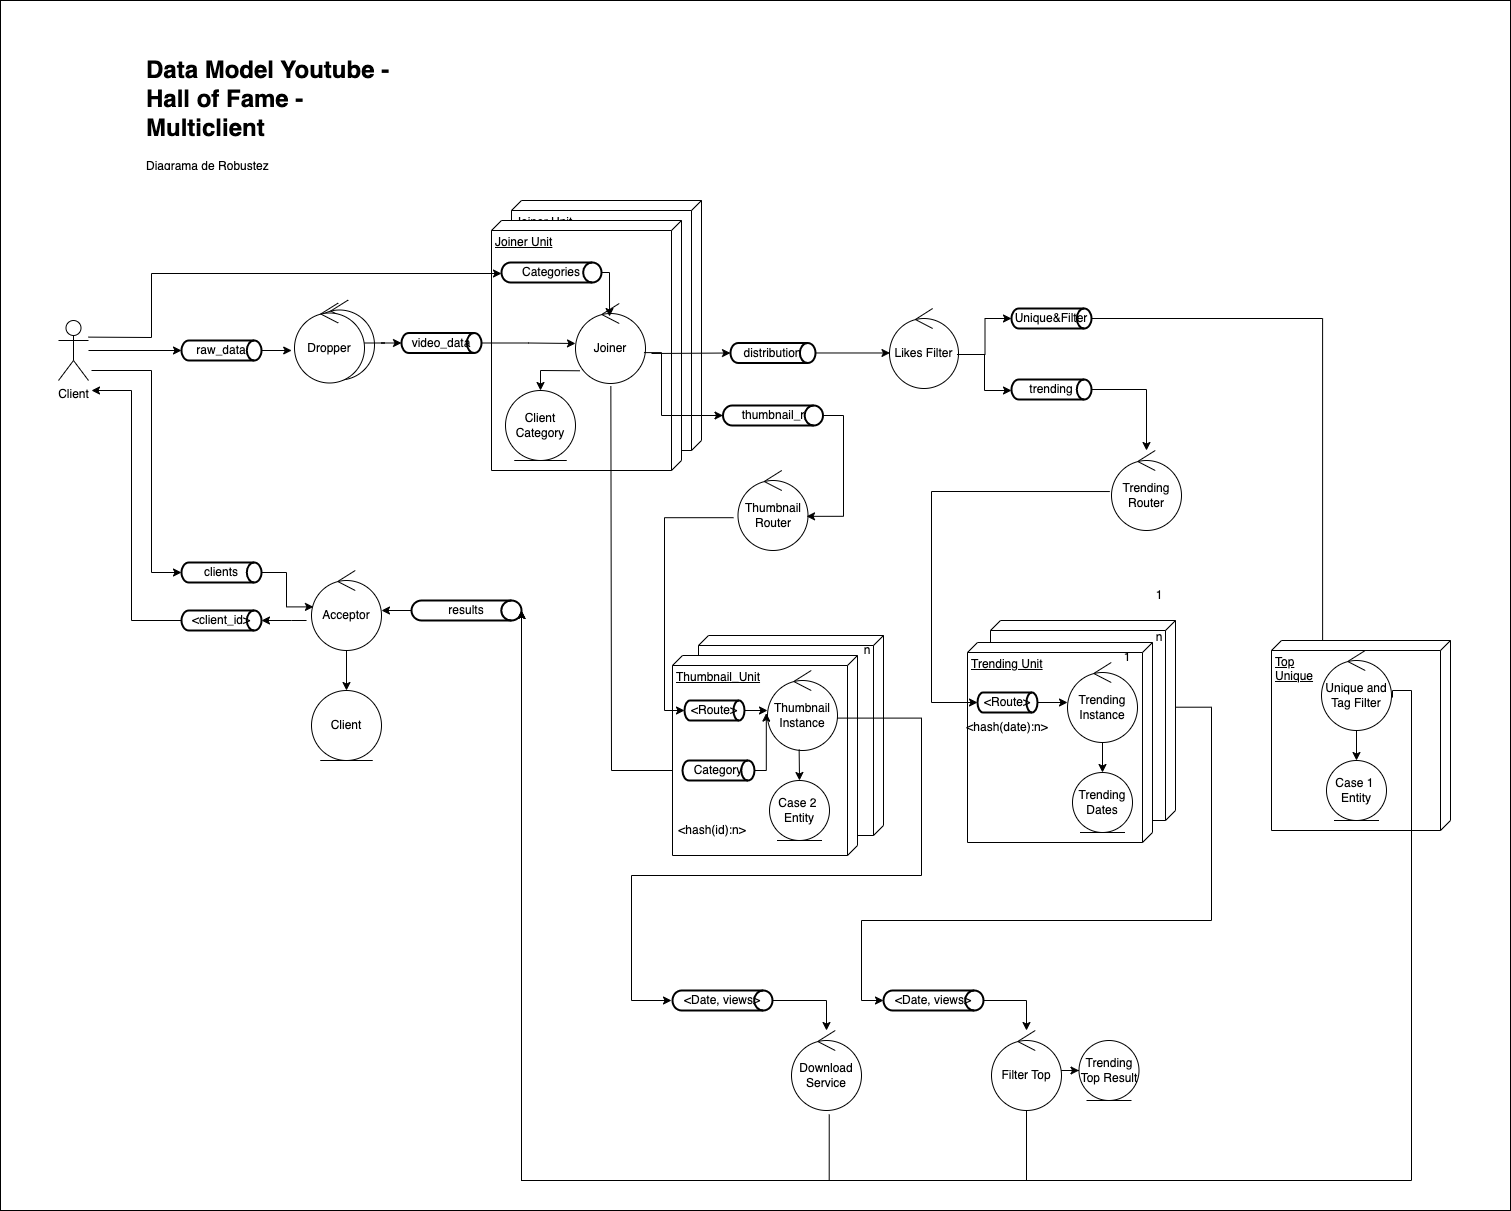 Data Model Youtube -
Hall of Fame -
Multiclient
Diagrama de Robustez
Joiner Unit
Joiner Unit
Categories
Client
raw_data
Dropper
video_data
Joiner
Client
Category
distribution
thumbnail_r
Likes Filter
Unique&Filter
trending
Thumbnail
Router
Trending
Router
clients
<client_id>
Acceptor
results
Client
1
n
Thumbnail_Unit
<Route>
Thumbnail
Instance
Category
Case 2
Entity
<hash(id):n>
n
1
Trending Unit
<Route>
Trending
Instance
<hash(date):n>
Trending
Dates
Top
Unique
Unique and
Tag Filter
Case 1
Entity
<Date, views>
<Date, views>
Download
Service
Filter Top
Trending
Top Result